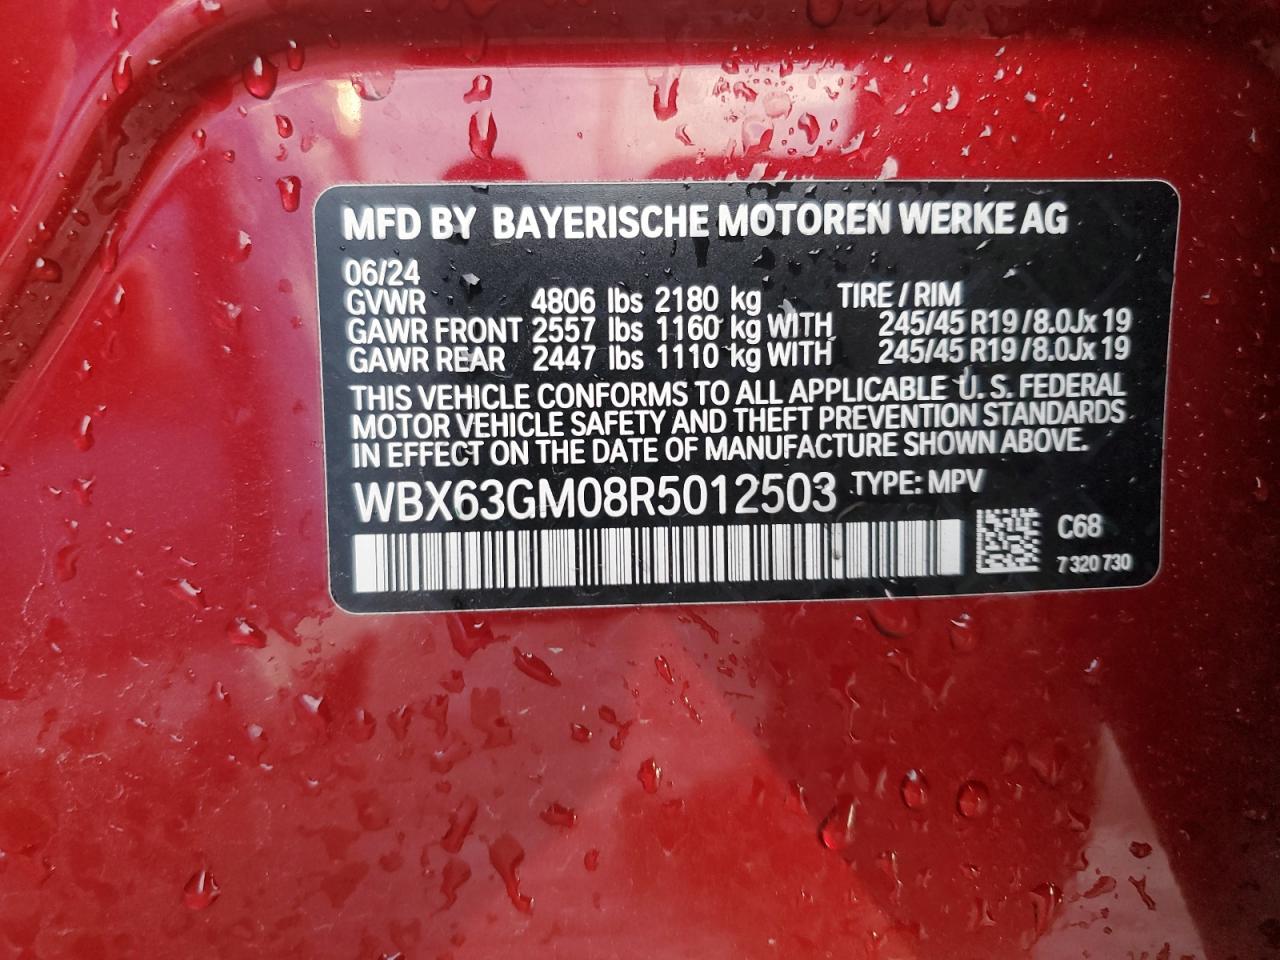 MFD BY BAYERISCHE MOTOREN WERKE AG
06/24
GVWR 4806 lbs 2180 kg TIRE / RIM
GAWR FRONT 2557 lbs 1160 kg WITH 245/45 R19 / 8.0Jx 19
GAWR REAR 2447 lbs 1110 kg WITH 245/45 R19 / 8.0Jx 19
THIS VEHICLE CONFORMS TO ALL APPLICABLE U.S. FEDERAL
MOTOR VEHICLE SAFETY AND THEFT PREVENTION STANDARDS
IN EFFECT ON THE DATE OF MANUFACTURE SHOWN ABOVE.
WBX63GM08R5012503 TYPE: MPV
C68
7 320 730